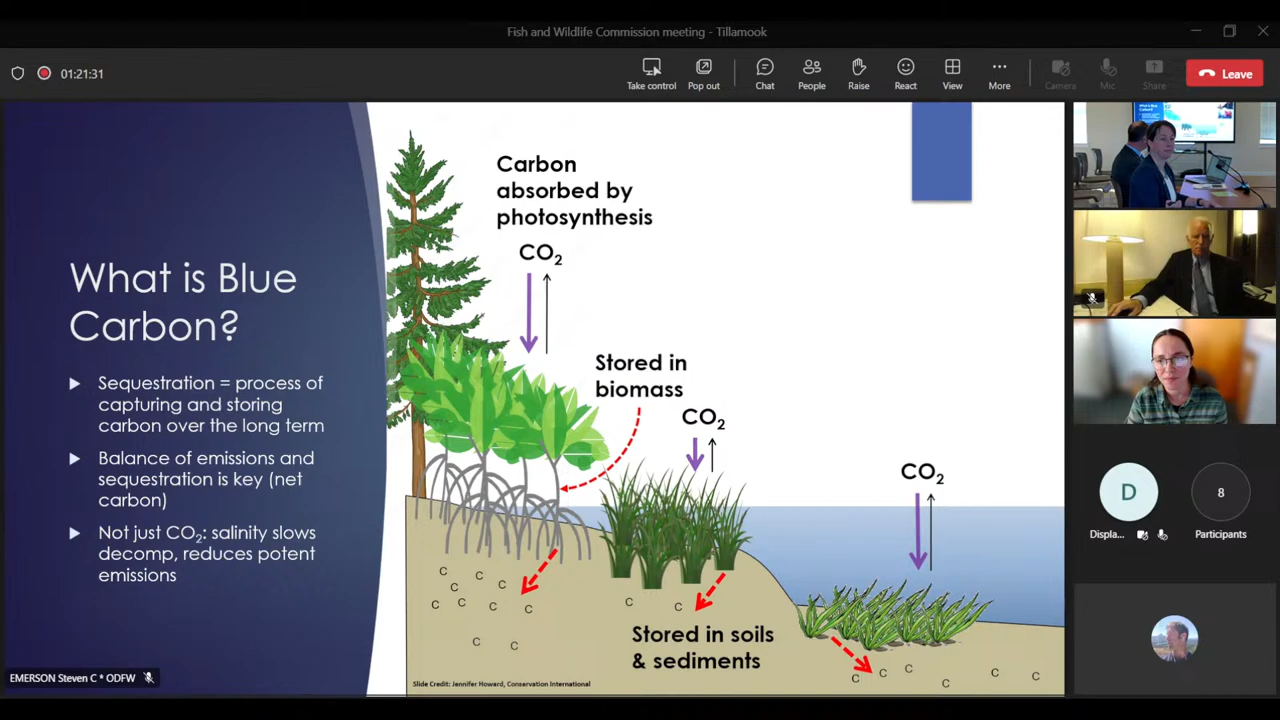 Fish and Wildlife Commission meeting - Tillamook
01:21:31
Take control
Pop out
Chat
People
Raise
React
View
More
Camera
Mic
Share
Leave
What is Blue
Carbon?
Sequestration = process of
capturing and storing
carbon over the long term
Balance of emissions and
sequestration is key (net
carbon)
Not just CO₂: salinity slows
decomp, reduces potent
emissions
Carbon
absorbed by
photosynthesis
CO₂
Stored in
biomass
CO₂
CO₂
C
C
C
C
C
C
C
C
C
C
C
C
Stored in soils
& sediments
C
C
C
C
C
C
Slide Credit: Jennifer Howard, Conservation International
EMERSON Steven C * ODFW
D
Displa...
8
Participants